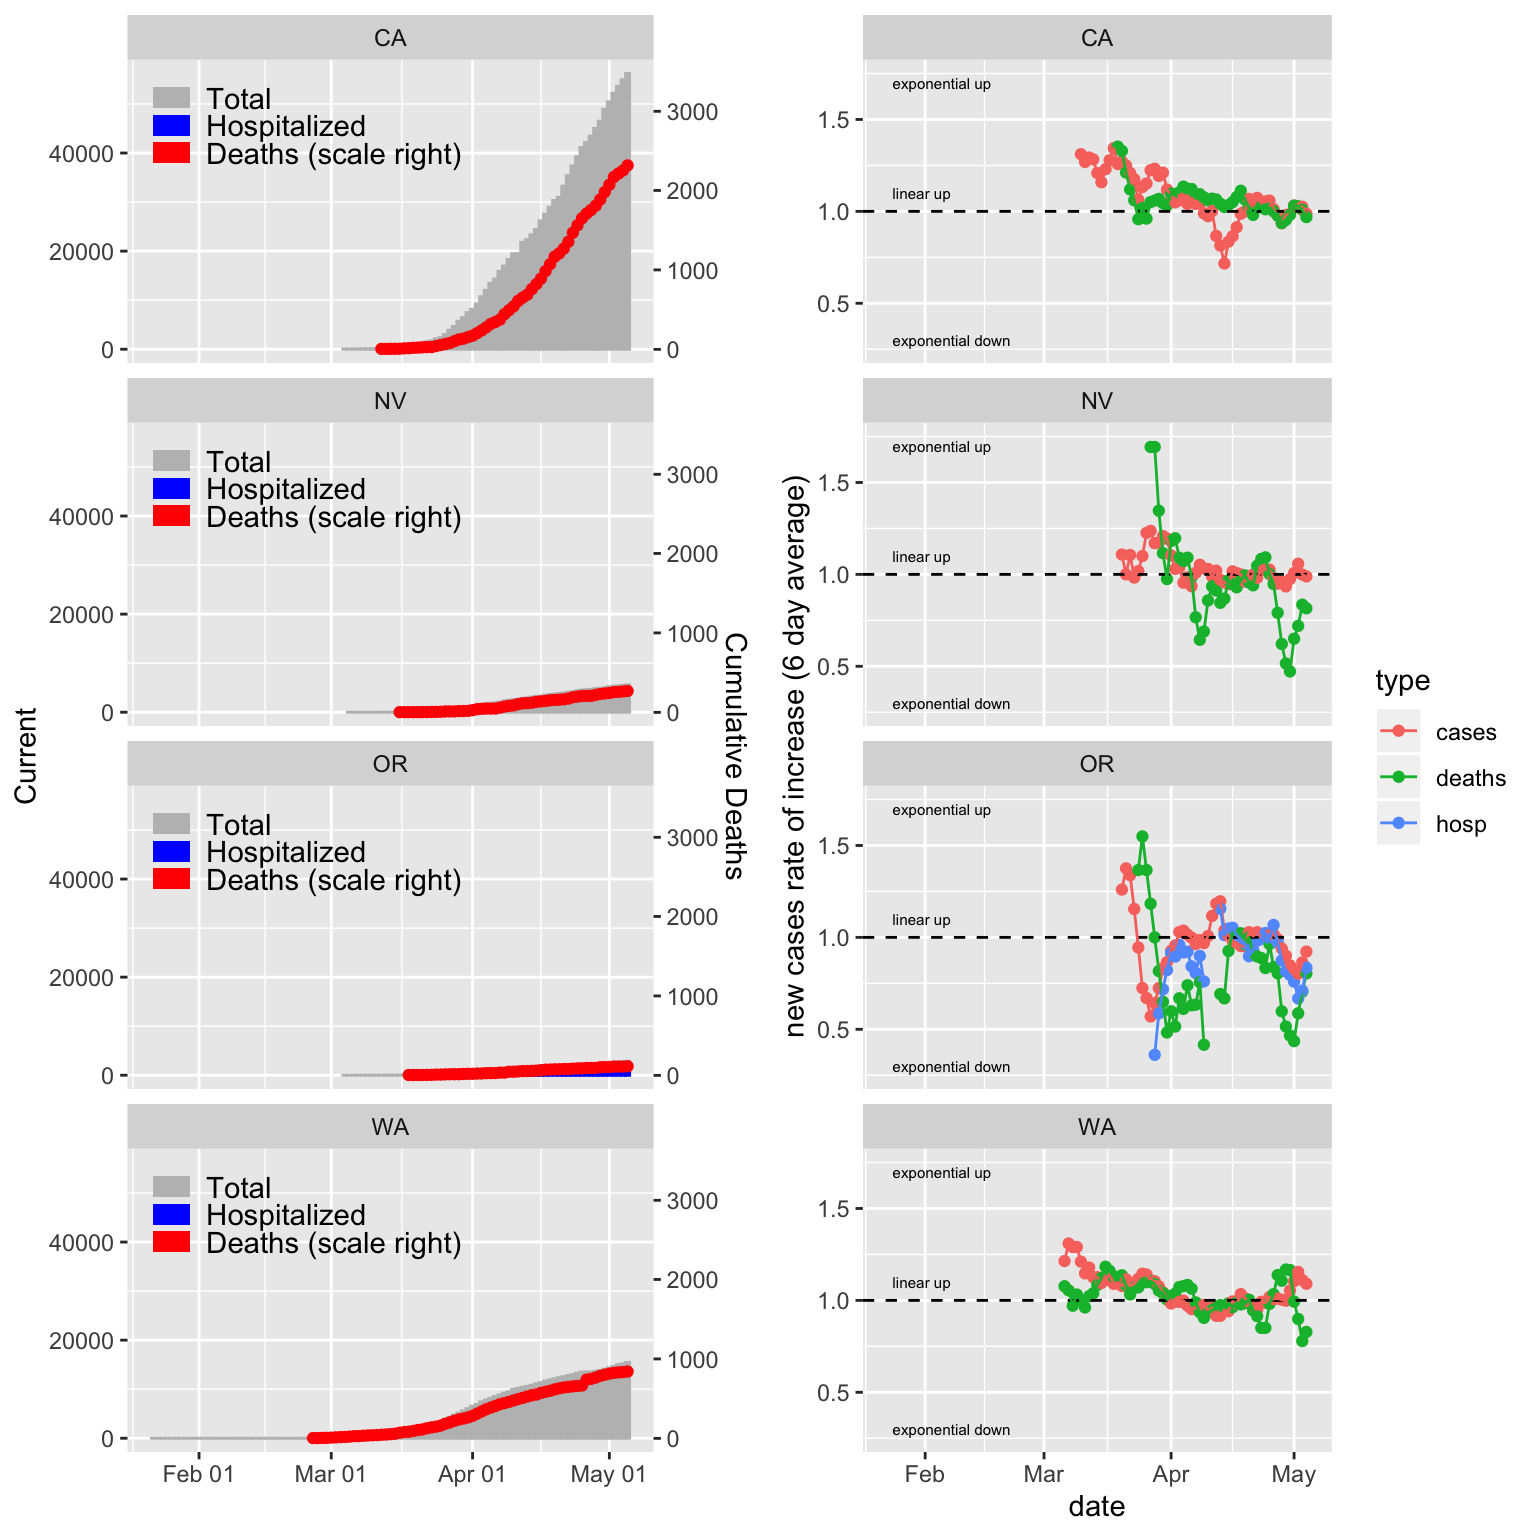 CA
Total
Hospitalized
Deaths (scale right)
40000
20000
0
3000
2000
1000
0
NV
Total
Hospitalized
Deaths (scale right)
40000
20000
0
3000
2000
1000
0
OR
Total
Hospitalized
Deaths (scale right)
40000
20000
0
3000
2000
1000
0
WA
Total
Hospitalized
Deaths (scale right)
40000
20000
0
3000
2000
1000
0
Feb 01
Mar 01
Apr 01
May 01
Current
Cumulative Deaths
CA
exponential up
linear up
exponential down
1.5
1.0
0.5
NV
exponential up
linear up
exponential down
1.5
1.0
0.5
OR
exponential up
linear up
exponential down
1.5
1.0
0.5
WA
exponential up
linear up
exponential down
1.5
1.0
0.5
Feb
Mar
Apr
May
date
new cases rate of increase (6 day average)
type
cases
deaths
hosp